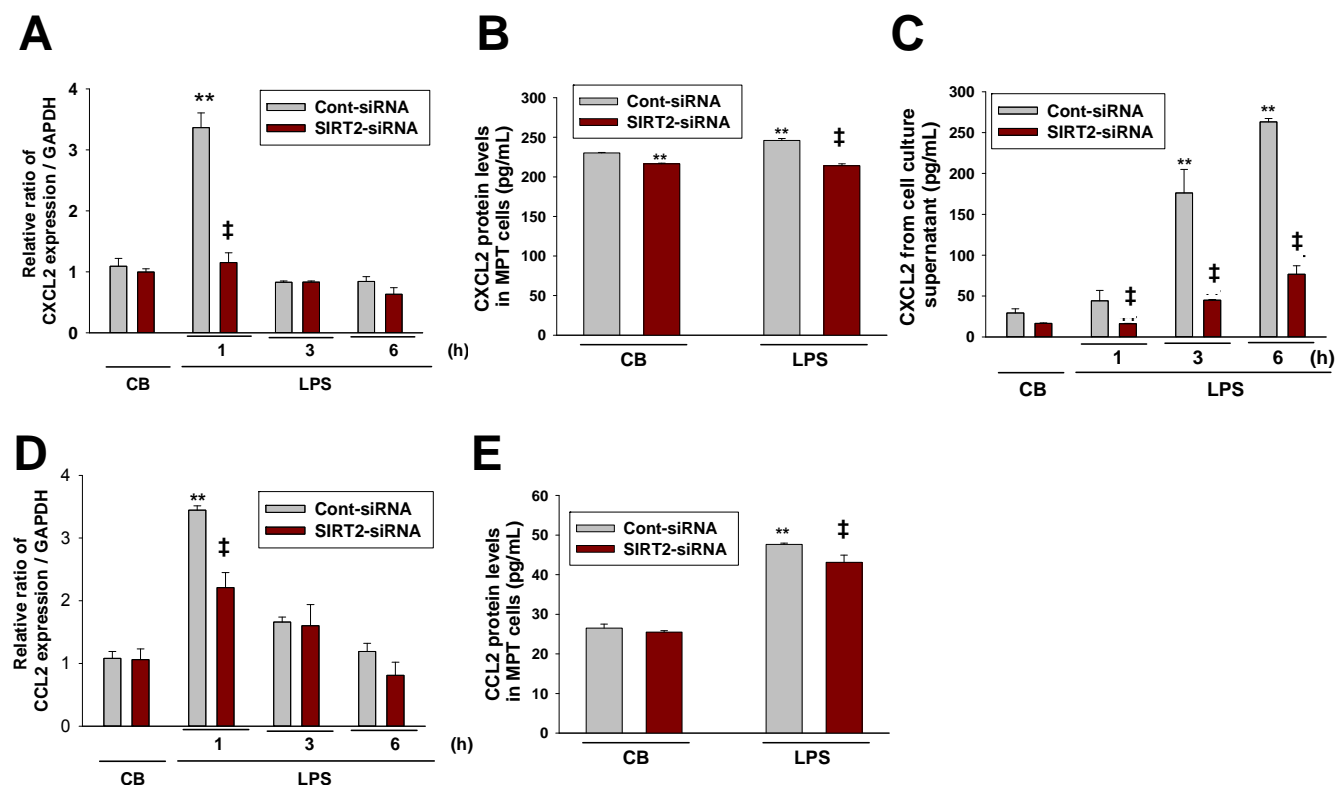 A
Relative ratio of
CXCL2 expression / GAPDH
4
3
2
1
0
**
‡
Cont-siRNA
SIRT2-siRNA
1
3
6
(h)
CB
LPS
B
CXCL2 protein levels
in MPT cells (pg/mL)
300
250
200
150
100
50
0
Cont-siRNA
SIRT2-siRNA
**
**
‡
CB
LPS
C
CXCL2 from cell culture
supernatant (pg/mL)
300
250
200
150
100
50
0
Cont-siRNA
SIRT2-siRNA
‡
**
‡
**
‡
1
3
6
(h)
CB
LPS
D
Relative ratio of
CCL2 expression / GAPDH
4
3
2
1
0
**
‡
Cont-siRNA
SIRT2-siRNA
1
3
6
(h)
CB
LPS
E
CCL2 protein levels
in MPT cells (pg/mL)
60
50
40
30
20
10
0
Cont-siRNA
SIRT2-siRNA
**
‡
CB
LPS